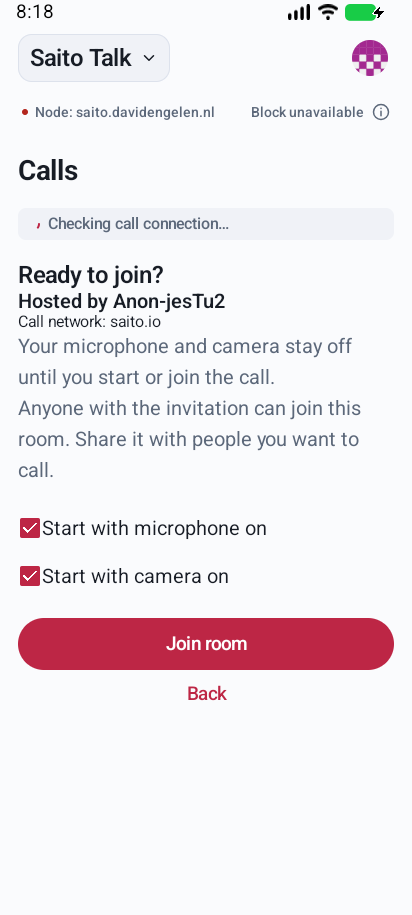 8:18
Saito Talk
Node: saito.davidengelen.nl
Block unavailable
Calls
Checking call connection…
Ready to join?
Hosted by Anon-jesTu2
Call network: saito.io
Your microphone and camera stay off
until you start or join the call.
Anyone with the invitation can join this
room. Share it with people you want to
call.
Start with microphone on
Start with camera on
Join room
Back